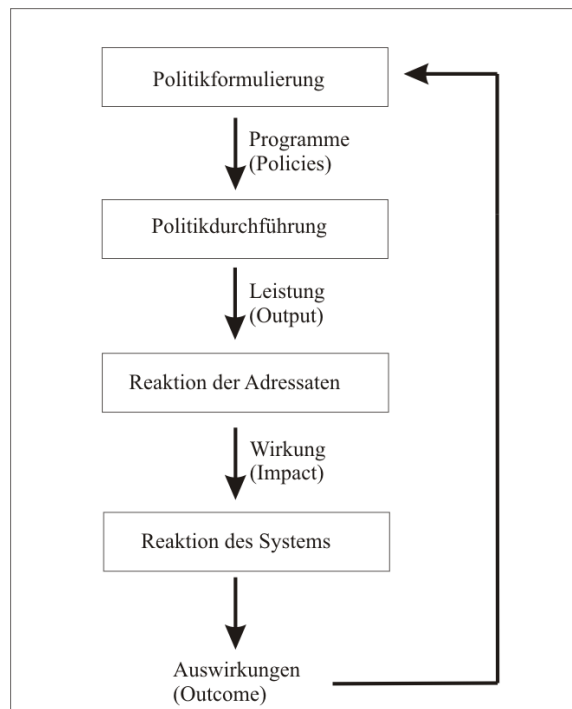 Politikformulierung
Programme
(Policies)
Politikdurchführung
Leistung
(Output)
Reaktion der Adressaten
Wirkung
(Impact)
Reaktion des Systems
Auswirkungen
(Outcome)